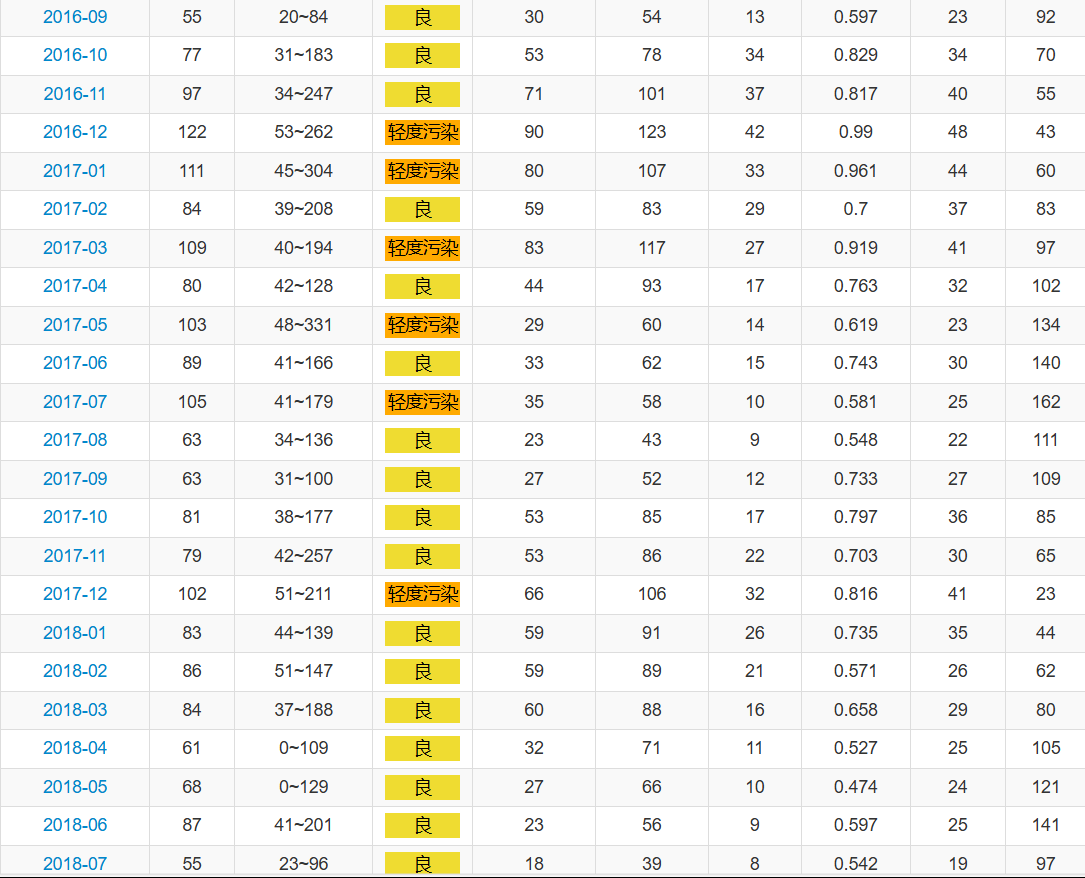 2016-09 55 20~84 良 30 54 13 0.597 23 92
2016-10 77 31~183 良 53 78 34 0.829 34 70
2016-11 97 34~247 良 71 101 37 0.817 40 55
2016-12 122 53~262 轻度污染 90 123 42 0.99 48 43
2017-01 111 45~304 轻度污染 80 107 33 0.961 44 60
2017-02 84 39~208 良 59 83 29 0.7 37 83
2017-03 109 40~194 轻度污染 83 117 27 0.919 41 97
2017-04 80 42~128 良 44 93 17 0.763 32 102
2017-05 103 48~331 轻度污染 29 60 14 0.619 23 134
2017-06 89 41~166 良 33 62 15 0.743 30 140
2017-07 105 41~179 轻度污染 35 58 10 0.581 25 162
2017-08 63 34~136 良 23 43 9 0.548 22 111
2017-09 63 31~100 良 27 52 12 0.733 27 109
2017-10 81 38~177 良 53 85 17 0.797 36 85
2017-11 79 42~257 良 53 86 22 0.703 30 65
2017-12 102 51~211 轻度污染 66 106 32 0.816 41 23
2018-01 83 44~139 良 59 91 26 0.735 35 44
2018-02 86 51~147 良 59 89 21 0.571 26 62
2018-03 84 37~188 良 60 88 16 0.658 29 80
2018-04 61 0~109 良 32 71 11 0.527 25 105
2018-05 68 0~129 良 27 66 10 0.474 24 121
2018-06 87 41~201 良 23 56 9 0.597 25 141
2018-07 55 23~96 良 18 39 8 0.542 19 97